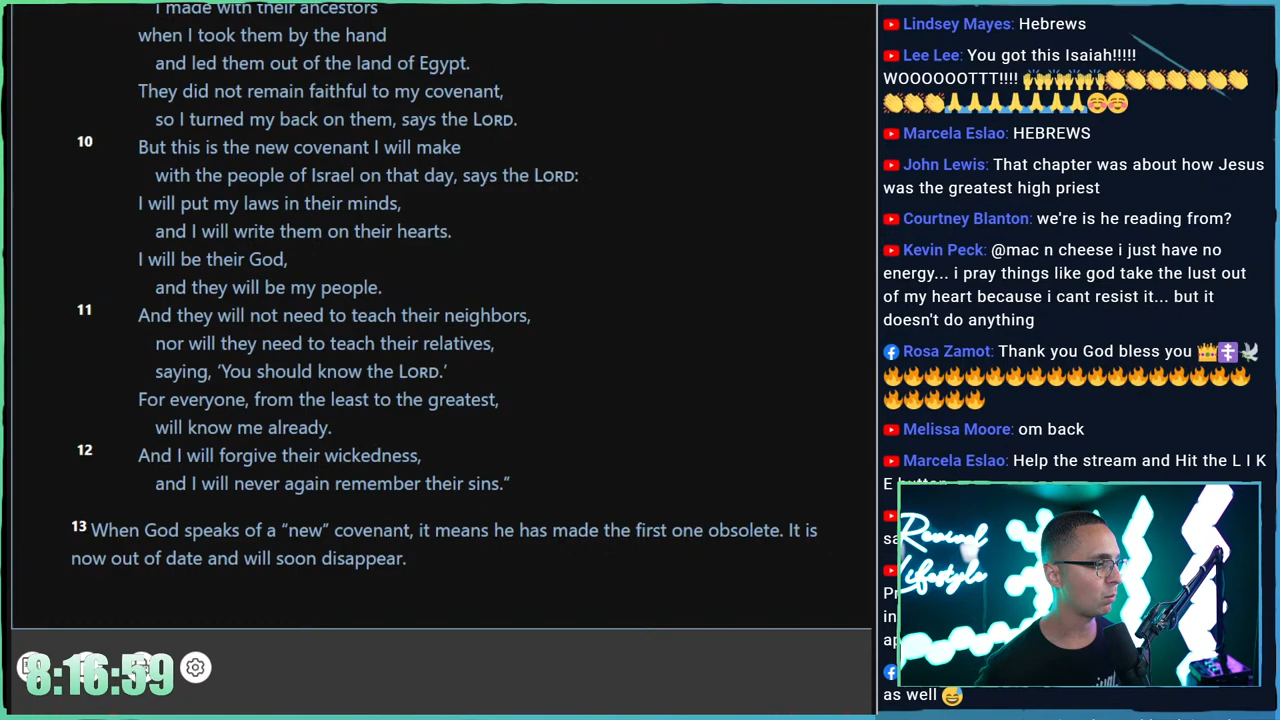 I made with their ancestors
when I took them by the hand
and led them out of the land of Egypt.
They did not remain faithful to my covenant,
so I turned my back on them, says the LORD.
10 But this is the new covenant I will make
with the people of Israel on that day, says the LORD:
I will put my laws in their minds,
and I will write them on their hearts.
I will be their God,
and they will be my people.
11 And they will not need to teach their neighbors,
nor will they need to teach their relatives,
saying, ‘You should know the LORD.’
For everyone, from the least to the greatest,
will know me already.
12 And I will forgive their wickedness,
and I will never again remember their sins.”
13 When God speaks of a “new” covenant, it means he has made the first one obsolete. It is
now out of date and will soon disappear.
8:16:59
Lindsey Mayes: Hebrews
Lee Lee: You got this Isaiah!!!!!
WOOOOOOTTT!!!! 🙌🙌🙌🙌👏👏👏👏👏👏👏
👏👏👏🙏🙏🙏🙏🙏🙏🙏☺️☺️
Marcela Eslao: HEBREWS
John Lewis: That chapter was about how Jesus
was the greatest high priest
Courtney Blanton: we're is he reading from?
Kevin Peck: @mac n cheese i just have no
energy... i pray things like god take the lust out
of my heart because i cant resist it... but it
doesn't do anything
Rosa Zamot: Thank you God bless you 👑☦️🕊️
🔥🔥🔥🔥🔥🔥🔥🔥🔥🔥🔥🔥🔥🔥🔥🔥🔥🔥
🔥🔥🔥🔥🔥
Melissa Moore: om back
Marcela Eslao: Help the stream and Hit the L I K
E button
Revival
Lifestyle
as well 😅